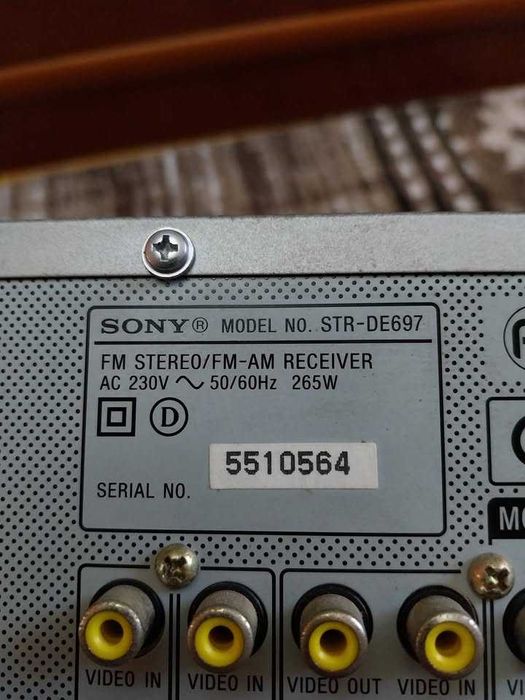 SONY® MODEL NO. STR-DE697
FM STEREO/FM-AM RECEIVER
AC 230V ~ 50/60Hz 265W
D
5510564
SERIAL NO.
MO
VIDEO IN
VIDEO IN
VIDEO OUT
VIDEO IN